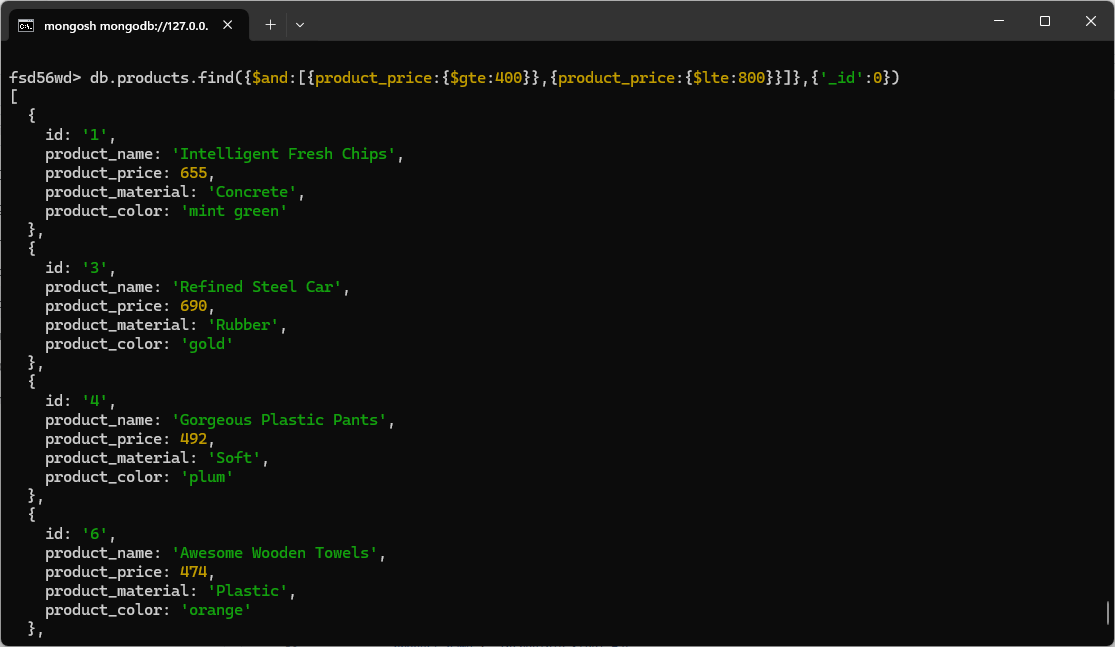 mongosh mongodb://127.0.0.
fsd56wd> db.products.find({$and:[{product_price:{$gte:400}},{product_price:{$lte:800}}]},{'_id':0})
[
  {
    id: '1',
    product_name: 'Intelligent Fresh Chips',
    product_price: 655,
    product_material: 'Concrete',
    product_color: 'mint green'
  },
  {
    id: '3',
    product_name: 'Refined Steel Car',
    product_price: 690,
    product_material: 'Rubber',
    product_color: 'gold'
  },
  {
    id: '4',
    product_name: 'Gorgeous Plastic Pants',
    product_price: 492,
    product_material: 'Soft',
    product_color: 'plum'
  },
  {
    id: '6',
    product_name: 'Awesome Wooden Towels',
    product_price: 474,
    product_material: 'Plastic',
    product_color: 'orange'
  },